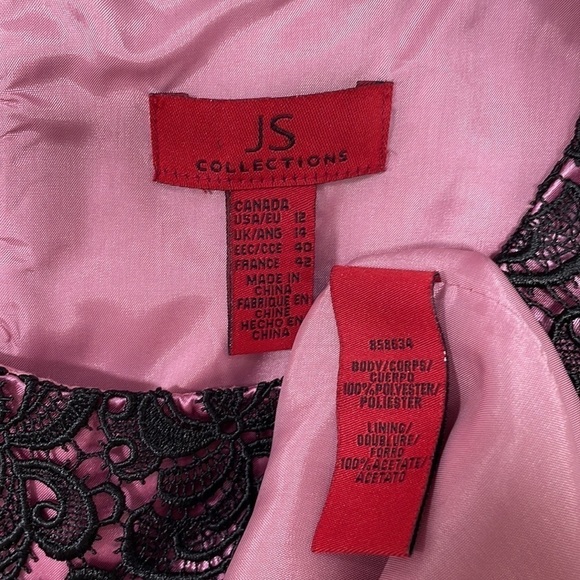 JS
COLLECTIONS
CANADA
USA/EU 12
UK/ANG 14
EEC/CCE 40
FRANCE 42
MADE IN
CHINA
FABRIQUE EN
CHINE
HECHO EN
CHINA
858634
BODY/CORPS/
CUERPO
100%POLYESTER/
POLIESTER
LINING/
DOUBLURE/
FORRO
100%ACETATE/
ACETATO